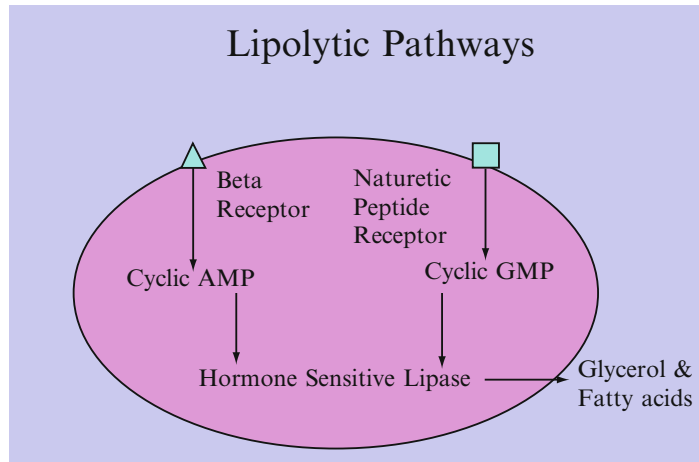 Lipolytic Pathways
Beta
Receptor
Naturetic
Peptide
Receptor
Cyclic AMP
Cyclic GMP
Hormone Sensitive Lipase
Glycerol &
Fatty acids